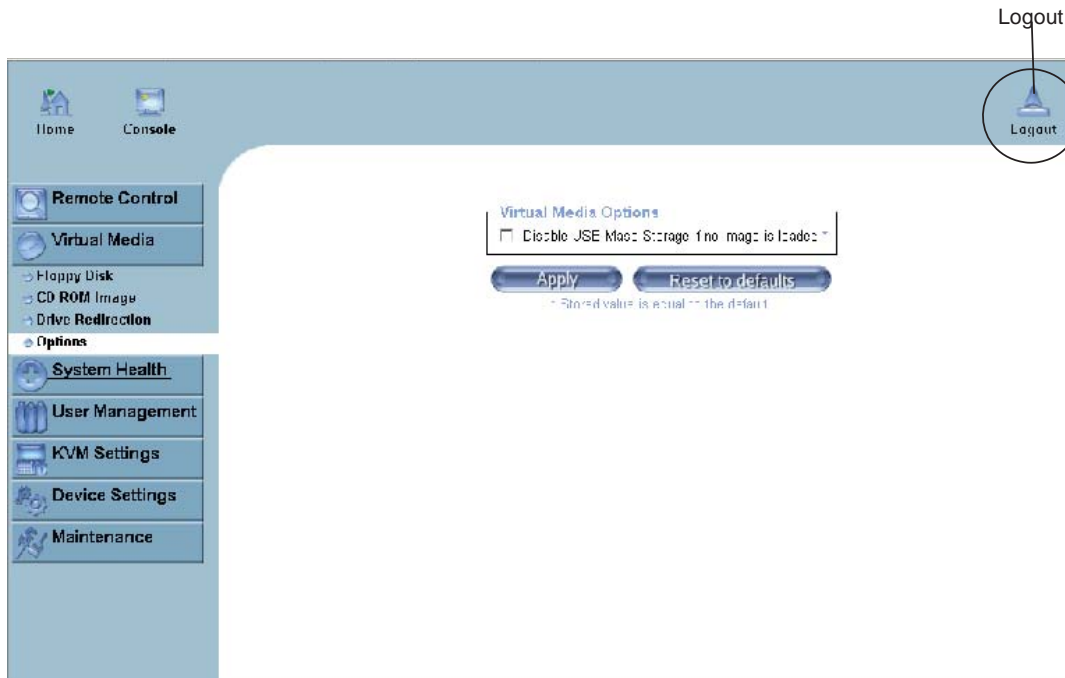 Logout
Home
Console
Logout
Remote Control
Virtual Media
Floppy Disk
CD ROM Image
Drive Redirection
Options
System Health
User Management
KVM Settings
Device Settings
Maintenance
Virtual Media Options
Disable USB Mass Storage if no image is loaded *
Apply
Reset to defaults
* Stored value is equal to the default